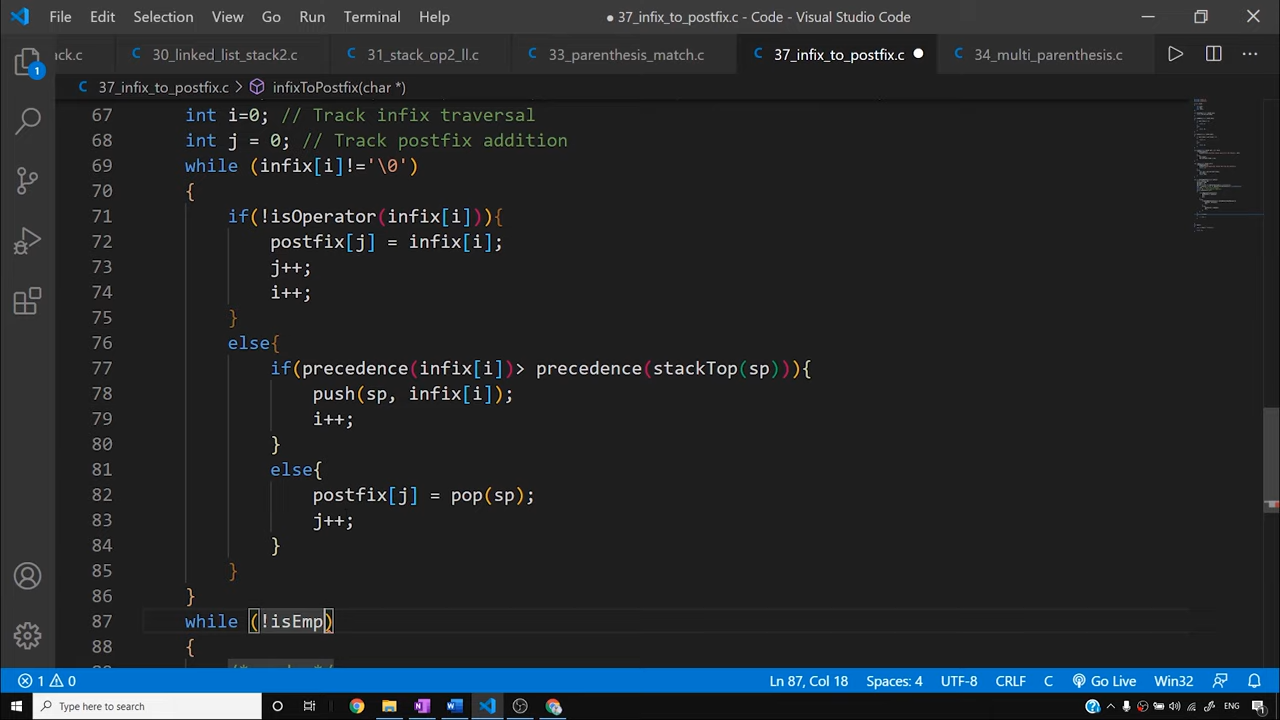 File Edit Selection View Go Run Terminal Help ● 37_infix_to_postfix.c - Code - Visual Studio Code
ack.c 30_linked_list_stack2.c 31_stack_op2_ll.c 33_parenthesis_match.c 37_infix_to_postfix.c ● 34_multi_parenthesis.c
37_infix_to_postfix.c > infixToPostfix(char *)
1
67 int i=0; // Track infix traversal
68 int j = 0; // Track postfix addition
69 while (infix[i]!='\0')
70 {
71 if(!isOperator(infix[i])){
72 postfix[j] = infix[i];
73 j++;
74 i++;
75 }
76 else{
77 if(precedence(infix[i])> precedence(stackTop(sp))){
78 push(sp, infix[i]);
79 i++;
80 }
81 else{
82 postfix[j] = pop(sp);
83 j++;
84 }
85 }
86 }
87 while (!isEmp)
88 {
1 0 Ln 87, Col 18 Spaces: 4 UTF-8 CRLF C Go Live Win32
Type here to search ENG